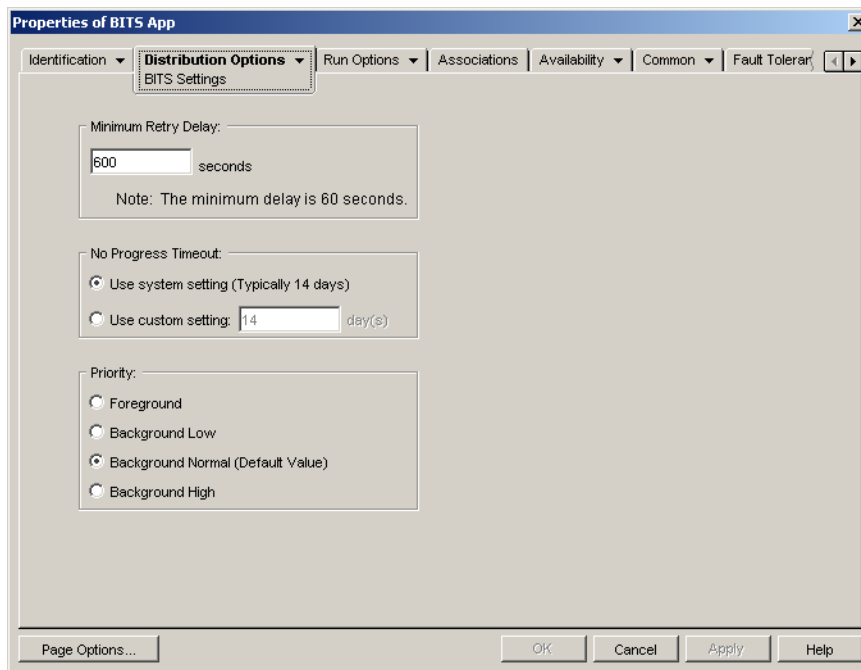 Properties of BITS App
Identification
Distribution Options
Run Options
Associations
Availability
Common
BITS Settings
Minimum Retry Delay:
600 seconds
Note: The minimum delay is 60 seconds.
No Progress Timeout:
Use system setting (Typically 14 days)
Use custom setting: 14 day(s)
Priority:
Foreground
Background Low
Background Normal (Default Value)
Background High
Page Options...
OK
Cancel
Apply
Help